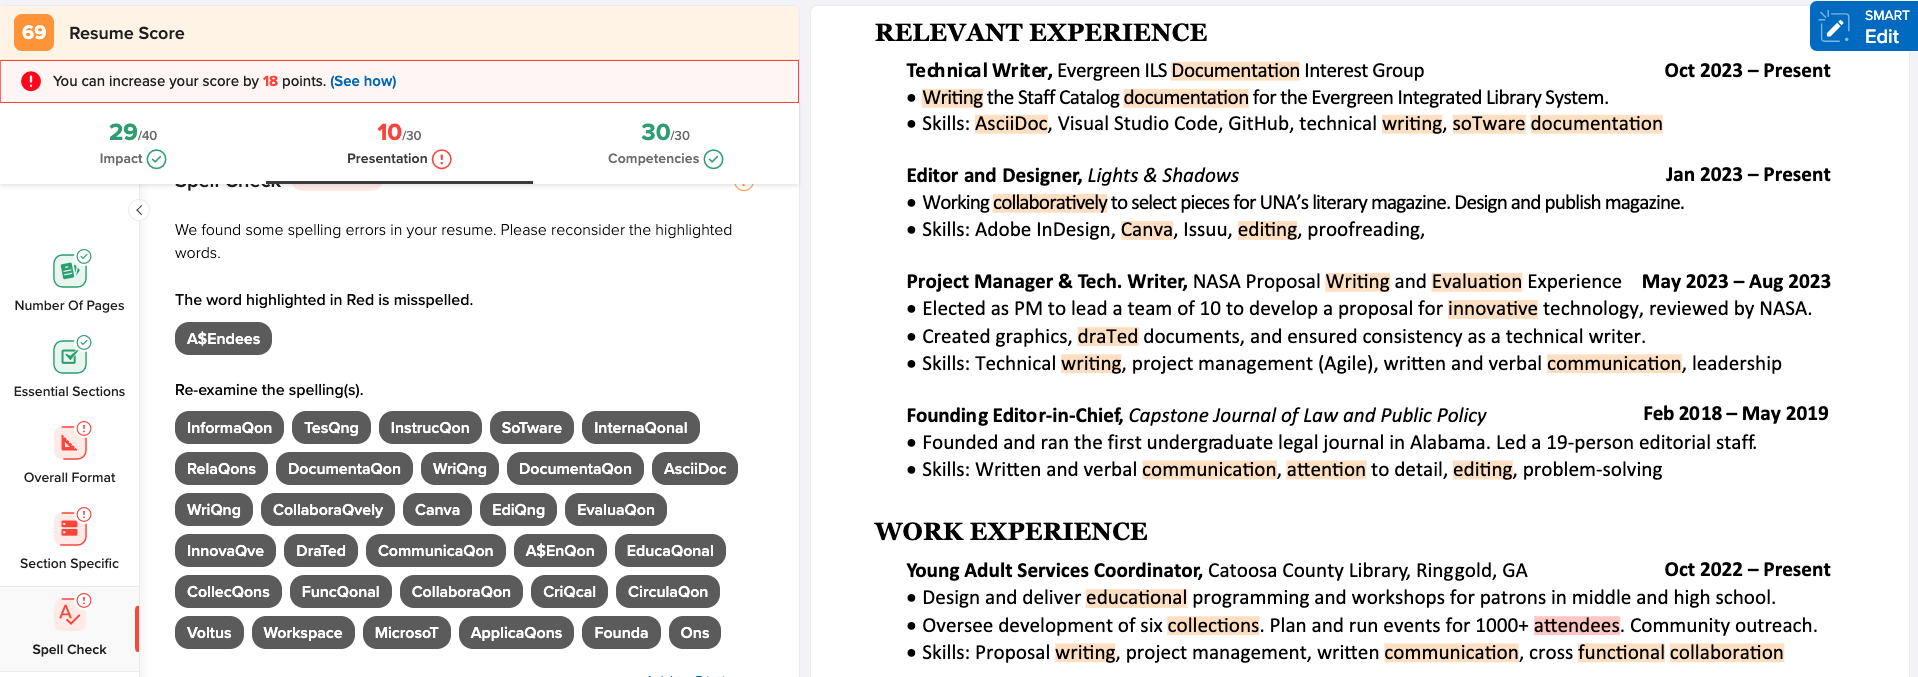 69 Resume Score
You can increase your score by 18 points. (See how)
29/40
Impact
10/30
Presentation
30/30
Competencies
Number Of Pages
Essential Sections
Overall Format
Section Specific
Spell Check
Spell Check
We found some spelling errors in your resume. Please reconsider the highlighted
words.
The word highlighted in Red is misspelled.
A$Endees
Re-examine the spelling(s).
InformaQon TesQng InstrucQon SoTware InternaQonal
RelaQons DocumentaQon WriQng DocumentaQon AsciiDoc
WriQng CollaboraQvely Canva EdiQng EvaluaQon
InnovaQve DraTed CommunicaQon A$EnQon EducaQonal
CollecQons FuncQonal CollaboraQon CriQcal CirculaQon
Voltus Workspace MicrosoT ApplicaQons Founda Ons
SMART
Edit
RELEVANT EXPERIENCE
Technical Writer, Evergreen ILS Documentation Interest Group Oct 2023 – Present
• Writing the Staff Catalog documentation for the Evergreen Integrated Library System.
• Skills: AsciiDoc, Visual Studio Code, GitHub, technical writing, soTware documentation
Editor and Designer, Lights & Shadows Jan 2023 – Present
• Working collaboratively to select pieces for UNA’s literary magazine. Design and publish magazine.
• Skills: Adobe InDesign, Canva, Issuu, editing, proofreading,
Project Manager & Tech. Writer, NASA Proposal Writing and Evaluation Experience May 2023 – Aug 2023
• Elected as PM to lead a team of 10 to develop a proposal for innovative technology, reviewed by NASA.
• Created graphics, draTed documents, and ensured consistency as a technical writer.
• Skills: Technical writing, project management (Agile), written and verbal communication, leadership
Founding Editor-in-Chief, Capstone Journal of Law and Public Policy Feb 2018 – May 2019
• Founded and ran the first undergraduate legal journal in Alabama. Led a 19-person editorial staff.
• Skills: Written and verbal communication, attention to detail, editing, problem-solving
WORK EXPERIENCE
Young Adult Services Coordinator, Catoosa County Library, Ringgold, GA Oct 2022 – Present
• Design and deliver educational programming and workshops for patrons in middle and high school.
• Oversee development of six collections. Plan and run events for 1000+ attendees. Community outreach.
• Skills: Proposal writing, project management, written communication, cross functional collaboration